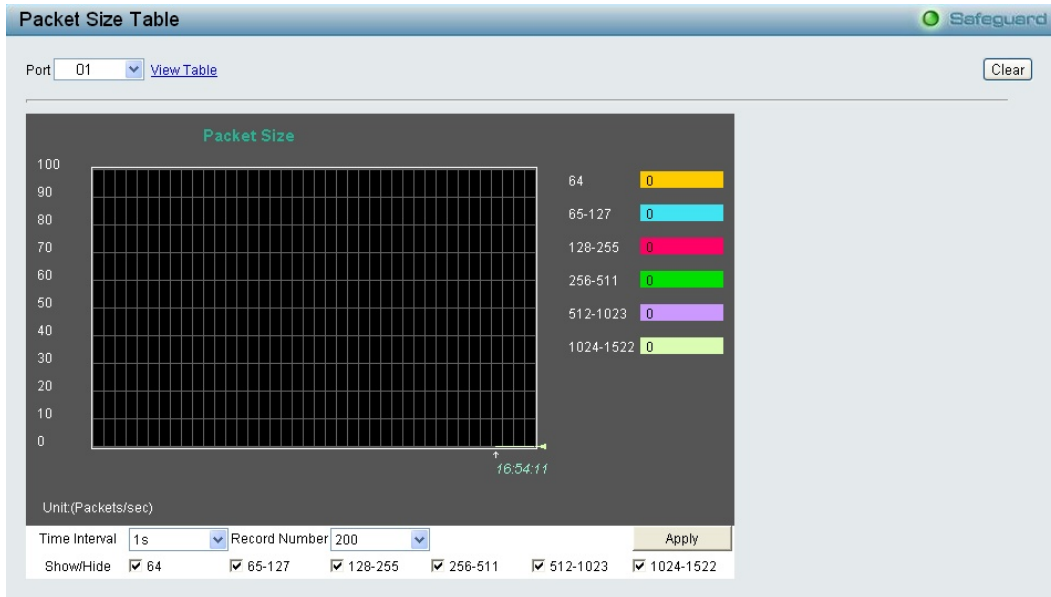 Packet Size Table
Safeguard
Port 01 View Table
Clear
Packet Size
100
90
80
70
60
50
40
30
20
10
0
64 0
65-127 0
128-255 0
256-511 0
512-1023 0
1024-1522 0
16:54:11
Unit:(Packets/sec)
Time Interval 1s Record Number 200 Apply
Show/Hide 64 65-127 128-255 256-511 512-1023 1024-1522